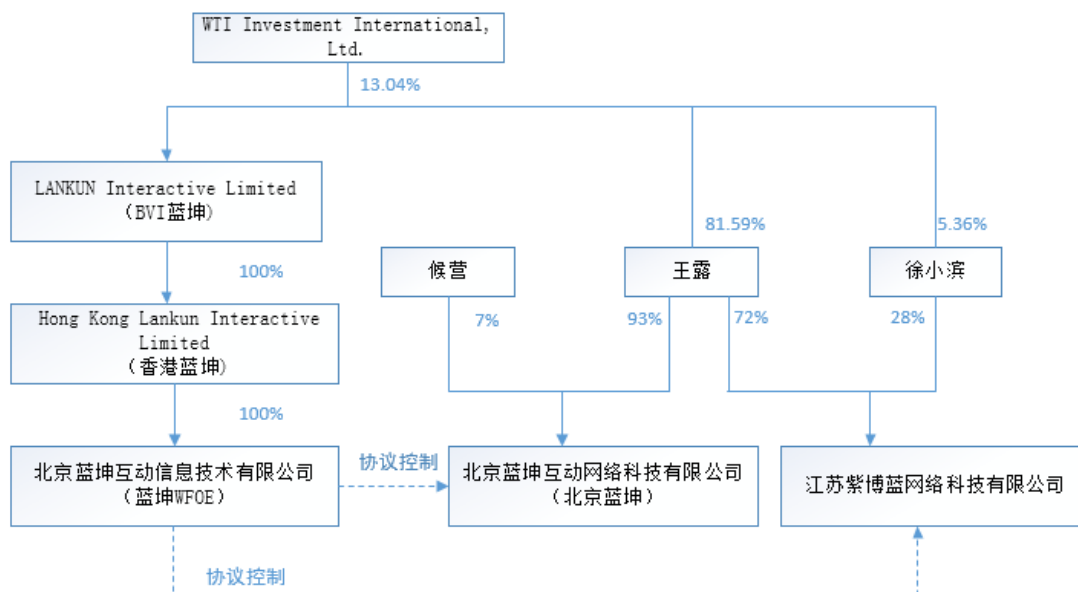 WTI Investment International,
Ltd.
13.04%
LANKUN Interactive Limited
（BVI蓝坤）
81.59%
5.36%
候营
王露
徐小滨
100%
Hong Kong Lankun Interactive
Limited
（香港蓝坤）
7%
93%
72%
28%
100%
北京蓝坤互动信息技术有限公司
（蓝坤WFOE）
协议控制
北京蓝坤互动网络科技有限公司
（北京蓝坤）
江苏紫博蓝网络科技有限公司
协议控制